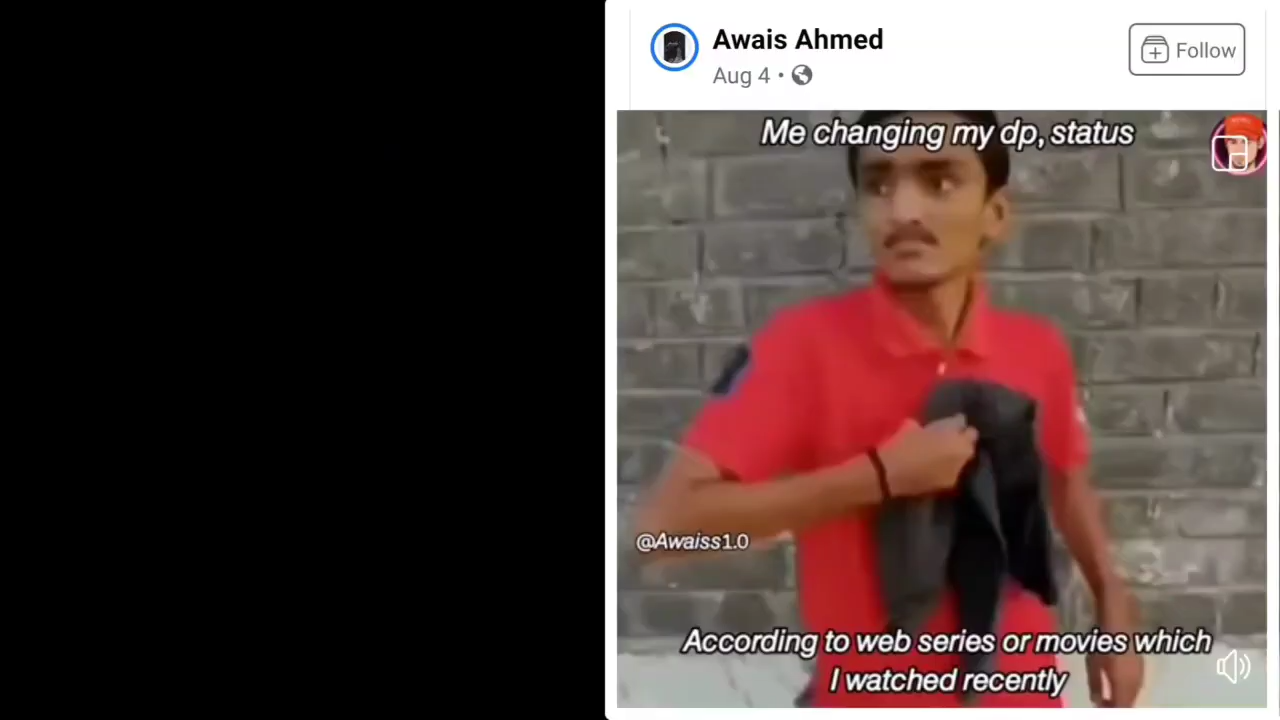 Awais Ahmed
Aug 4 •
Follow
Me changing my dp, status
@Awaiss1.0
According to web series or movies which
I watched recently